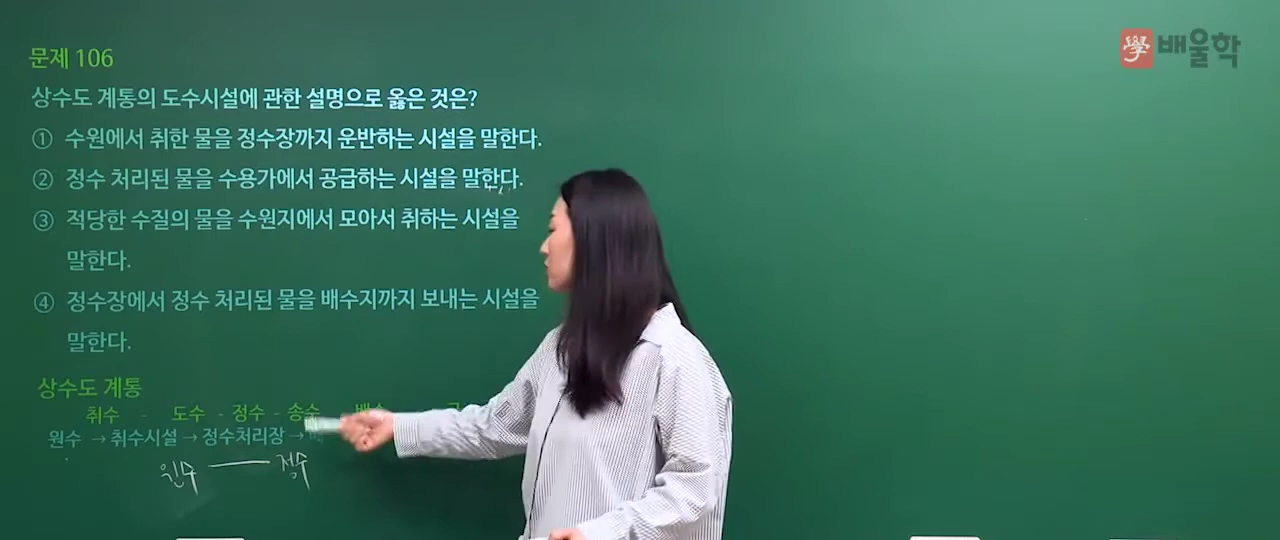 學 배울학
문제 106
상수도 계통의 도수시설에 관한 설명으로 옳은 것은?
① 수원에서 취한 물을 정수장까지 운반하는 시설을 말한다.
② 정수 처리된 물을 수용가에서 공급하는 시설을 말한다.
③ 적당한 수질의 물을 수원지에서 모아서 취하는 시설을
말한다.
④ 정수장에서 정수 처리된 물을 배수지까지 보내는 시설을
말한다.
상수도 계통
취수 - 도수 - 정수 - 송수
원수 → 취수시설 → 정수처리장 →
원수 — 정수